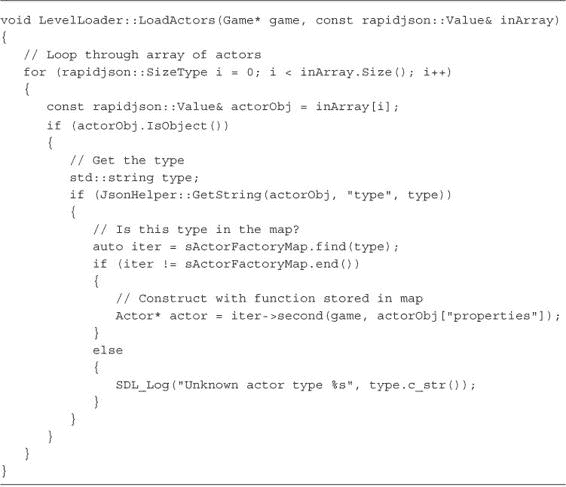 void LevelLoader::LoadActors(Game* game, const rapidjson::Value& inArray)
{
   // Loop through array of actors
   for (rapidjson::SizeType i = 0; i < inArray.Size(); i++)
   {
      const rapidjson::Value& actorObj = inArray[i];
      if (actorObj.IsObject())
      {
         // Get the type
         std::string type;
         if (JsonHelper::GetString(actorObj, "type", type))
         {
            // Is this type in the map?
            auto iter = sActorFactoryMap.find(type);
            if (iter != sActorFactoryMap.end())
            {
               // Construct with function stored in map
               Actor* actor = iter->second(game, actorObj["properties"]);
            }
            else
            {
               SDL_Log("Unknown actor type %s", type.c_str());
            }
         }
      }
   }
}